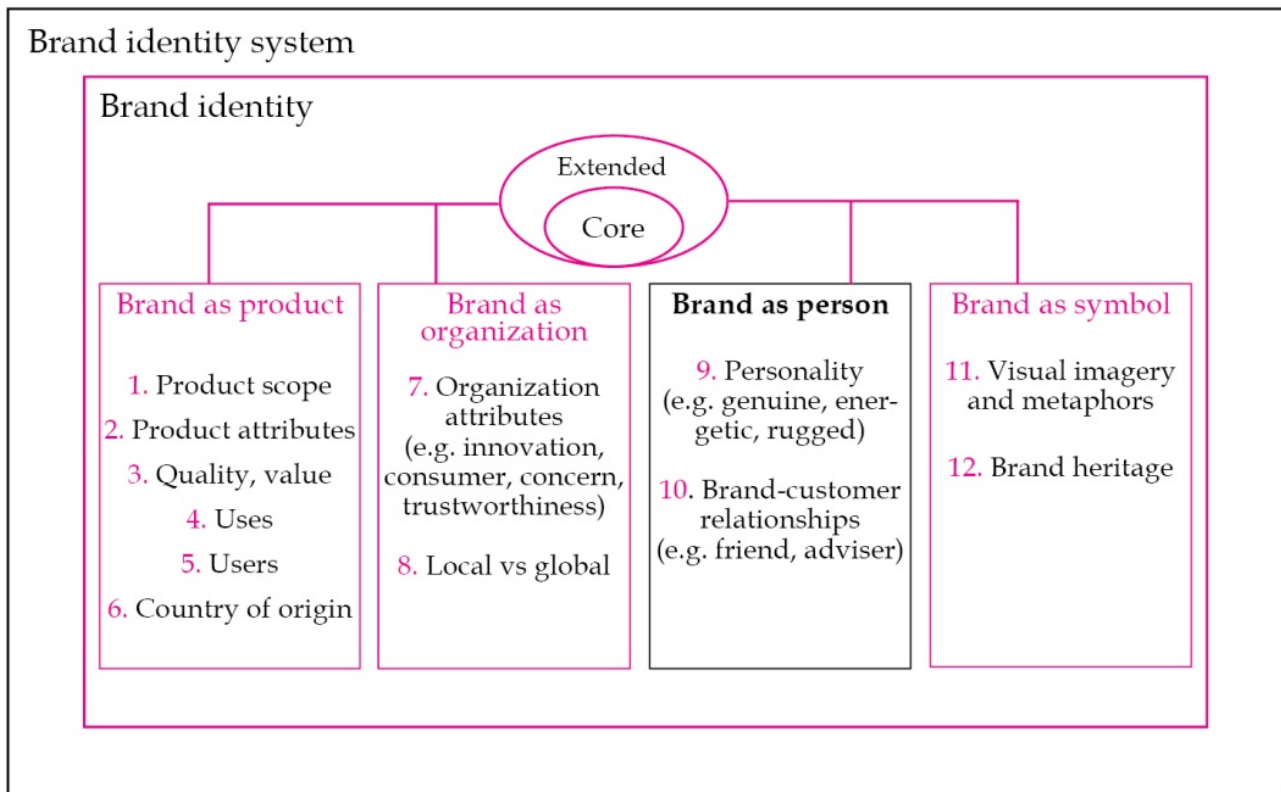 Brand identity system
Brand identity
Extended
Core
Brand as product
1. Product scope
2. Product attributes
3. Quality, value
4. Uses
5. Users
6. Country of origin
Brand as
organization
7. Organization
attributes
(e.g. innovation,
consumer, concern,
trustworthiness)
8. Local vs global
Brand as person
9. Personality
(e.g. genuine, ener-
getic, rugged)
10. Brand-customer
relationships
(e.g. friend, adviser)
Brand as symbol
11. Visual imagery
and metaphors
12. Brand heritage